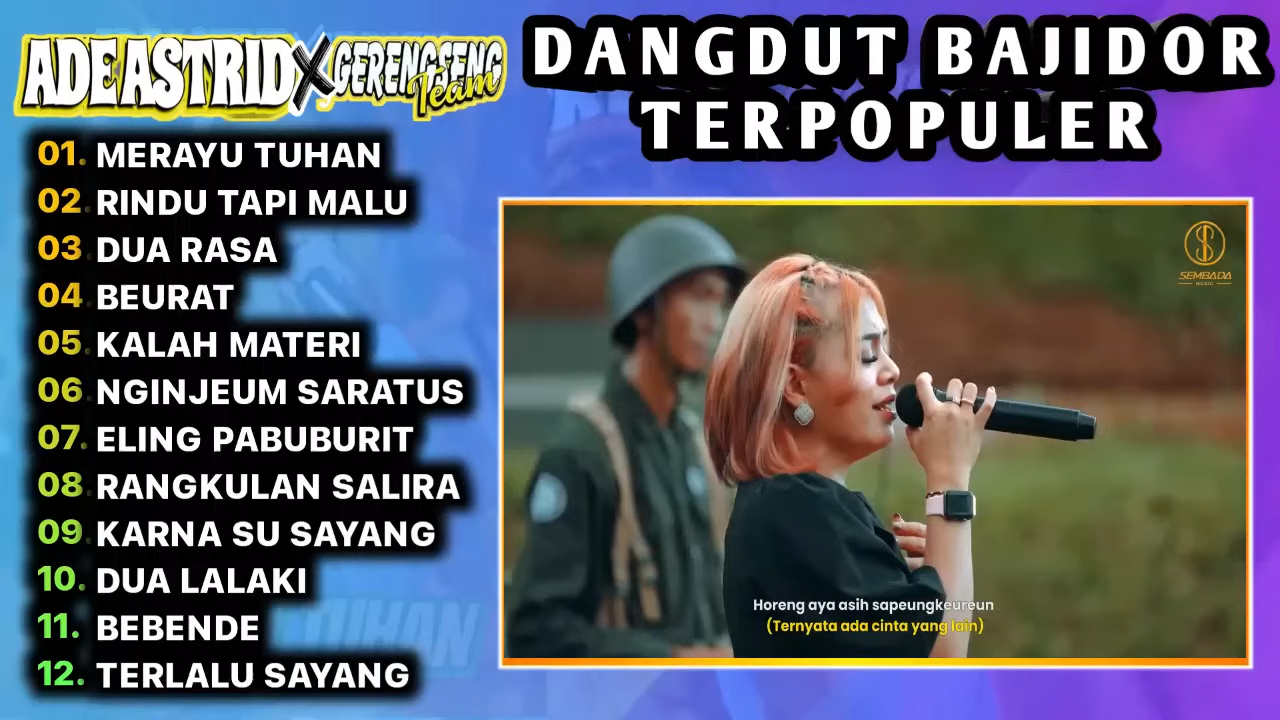 ADE ASTRID X GERENGSENG Team
DANGDUT BAJIDOR
TERPOPULER
01. MERAYU TUHAN
02. RINDU TAPI MALU
03. DUA RASA
04. BEURAT
05. KALAH MATERI
06. NGINJEUM SARATUS
07. ELING PABUBURIT
08. RANGKULAN SALIRA
09. KARNA SU SAYANG
10. DUA LALAKI
11. BEBENDE
12. TERLALU SAYANG
SEMBADA
MUSIC
Horeng aya asih sapeungkeureun
(Ternyata ada cinta yang lain)
TUHAN